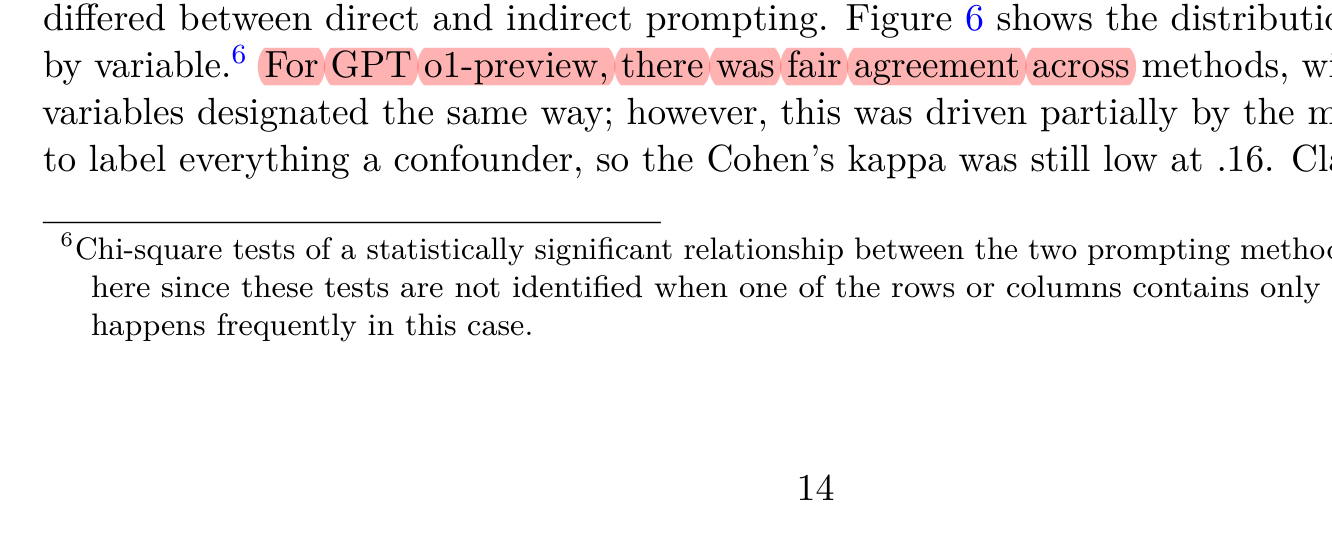 differed between direct and indirect prompting. Figure 6 shows the
by variable.6 For GPT o1-preview, there was fair agreement across methods,
variables designated the same way; however, this was driven partially by the
to label everything a confounder, so the Cohen's kappa was still low at .16.
6Chi-square tests of a statistically significant relationship between the two prompting
here since these tests are not identified when one of the rows or columns contains only
happens frequently in this case.
14